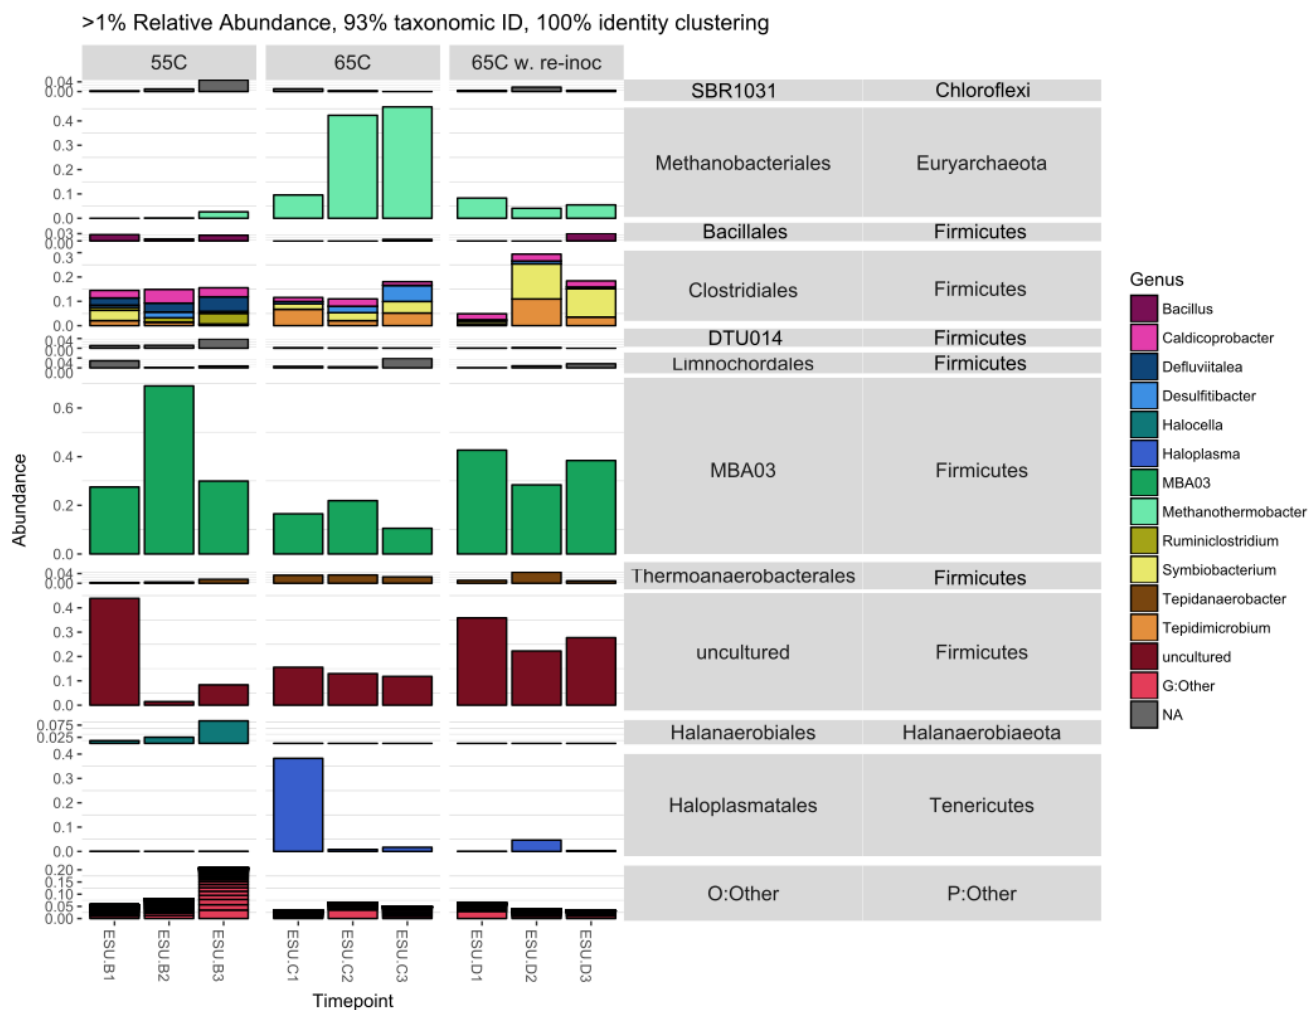 >1% Relative Abundance, 93% taxonomic ID, 100% identity clustering
55C 65C 65C w. re-inoc
0.04
0.00
SBR1031 Chloroflexi
0.4
0.3
0.2
0.1
0.0
Methanobacteriales Euryarchaeota
0.03
0.00
Bacillales Firmicutes
0.3
0.2
0.1
0.0
Clostridiales Firmicutes
0.04
0.00
DTU014 Firmicutes
0.04
0.00
Limnochordales Firmicutes
0.6
0.4
0.2
0.0
MBA03 Firmicutes
0.04
0.00
Thermoanaerobacterales Firmicutes
0.4
0.3
0.2
0.1
0.0
uncultured Firmicutes
0.075
0.025
Halanaerobiales Halanaerobiaeota
0.4
0.3
0.2
0.1
0.0
Haloplasmatales Tenericutes
0.20
0.15
0.10
0.05
0.00
O:Other P:Other
ESU.B1 ESU.B2 ESU.B3 ESU.C1 ESU.C2 ESU.C3 ESU.D1 ESU.D2 ESU.D3
Timepoint
Abundance
Genus
Bacillus
Caldicoprobacter
Defluviitalea
Desulfitibacter
Halocella
Haloplasma
MBA03
Methanothermobacter
Ruminiclostridium
Symbiobacterium
Tepidanaerobacter
Tepidimicrobium
uncultured
G:Other
NA